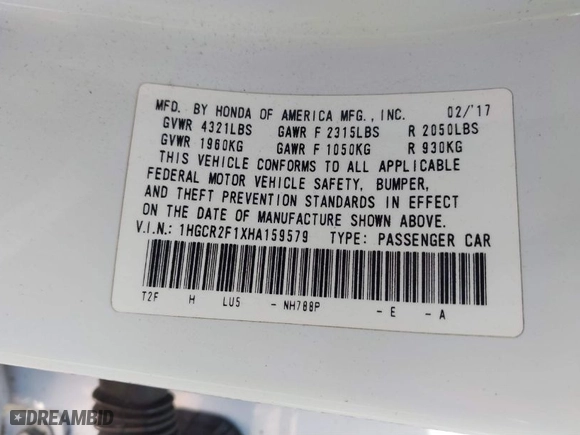 MFD. BY HONDA OF AMERICA MFG., INC. 02/'17
GVWR 4321LBS GAWR F 2315LBS R 2050LBS
GVWR 1960KG GAWR F 1050KG R 930KG
THIS VEHICLE CONFORMS TO ALL APPLICABLE
FEDERAL MOTOR VEHICLE SAFETY, BUMPER,
AND THEFT PREVENTION STANDARDS IN EFFECT
ON THE DATE OF MANUFACTURE SHOWN ABOVE.
V.I.N.: 1HGCR2F1XHA159579 TYPE: PASSENGER CAR
T2F H LU5 - NH788P - E - A
DREAMBID